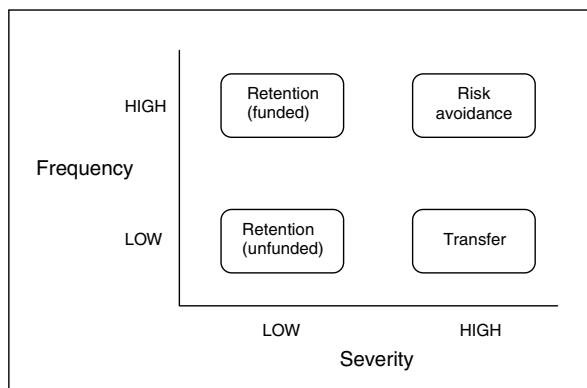 HIGH
Retention
(funded)
Risk
avoidance
Frequency
LOW
Retention
(unfunded)
Transfer
LOW
HIGH
Severity